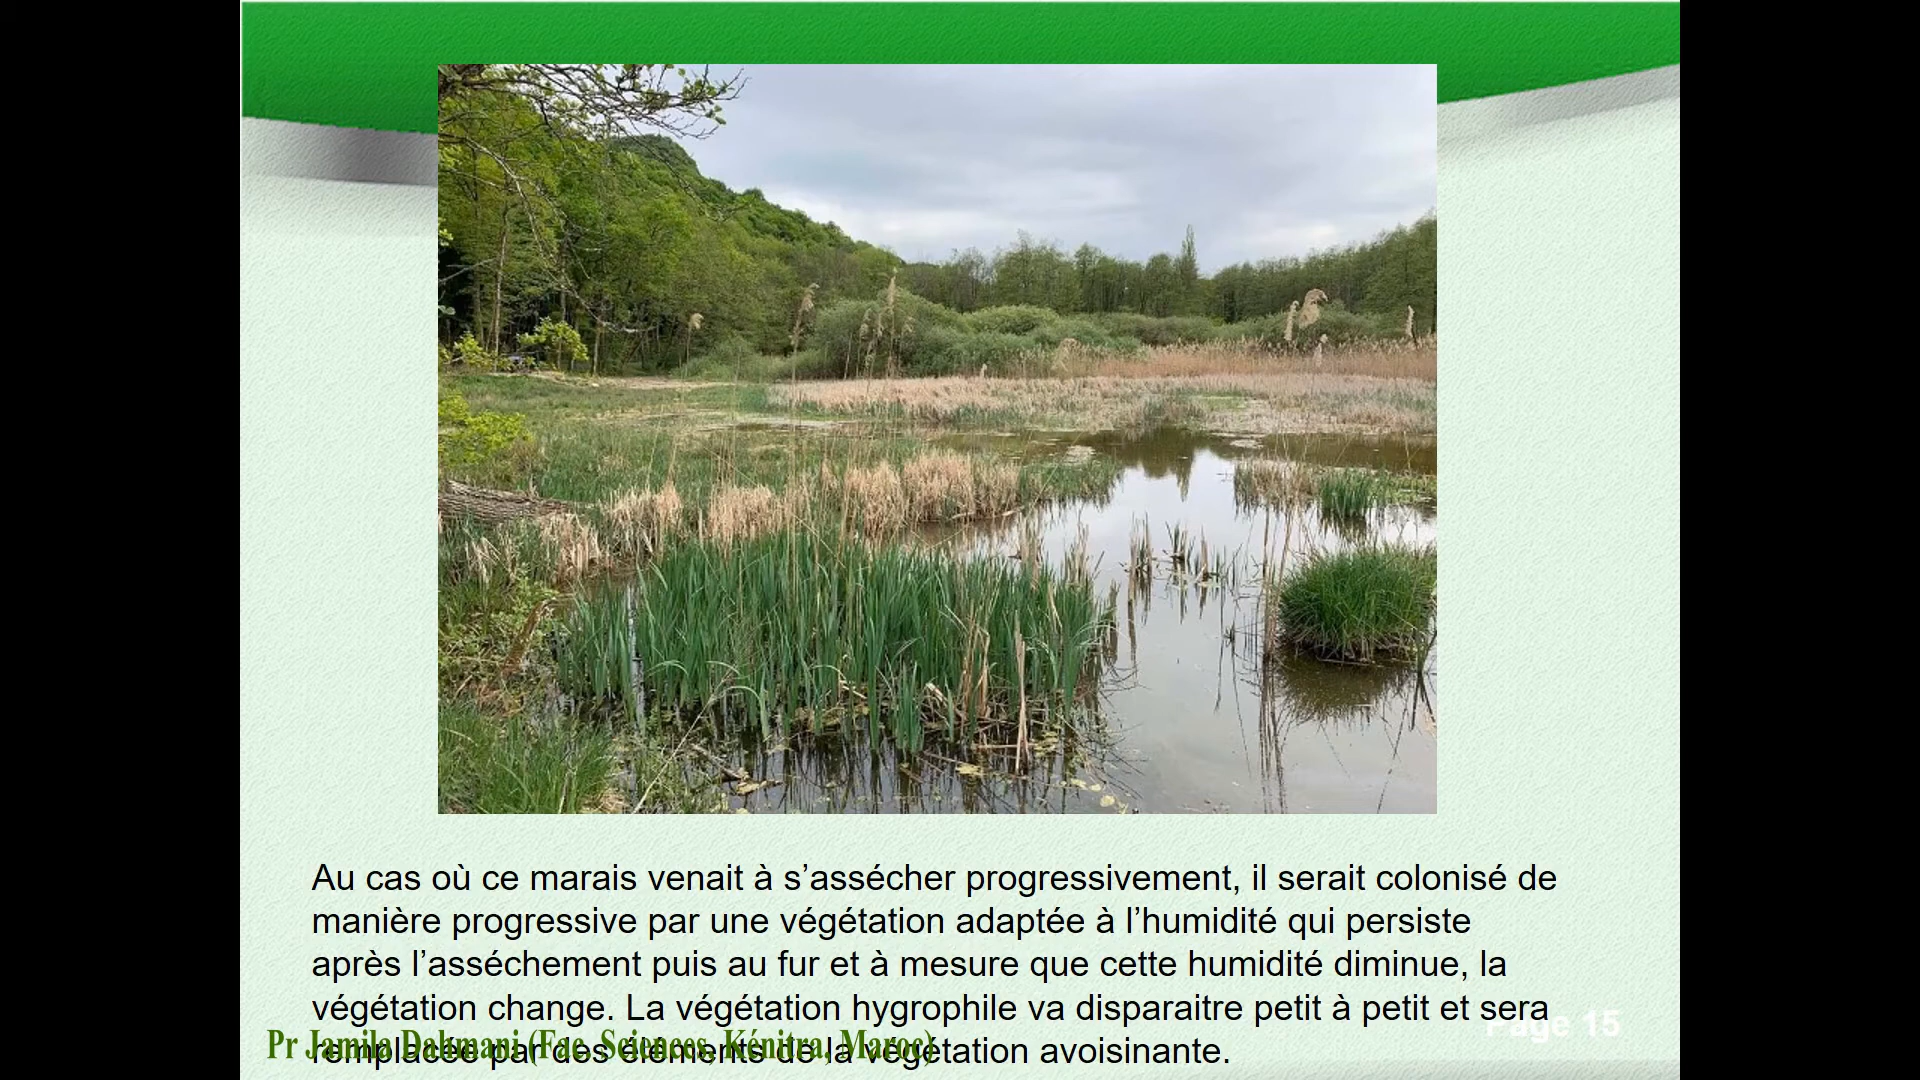 Au cas où ce marais venait à s’assécher progressivement, il serait colonisé de
manière progressive par une végétation adaptée à l’humidité qui persiste
après l’asséchement puis au fur et à mesure que cette humidité diminue, la
végétation change. La végétation hygrophile va disparaitre petit à petit et sera
remplacée par des éléments de la végétation avoisinante.
Pr Jamila Dahmani (Fac. Sciences, Kénitra, Maroc)
Page 15